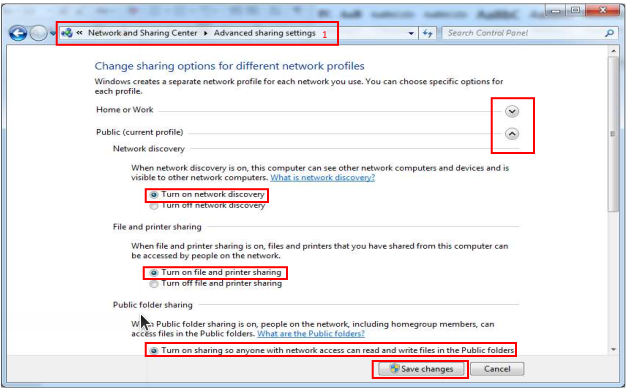 « Network and Sharing Center ▸ Advanced sharing settings 1
Search Control Panel
Change sharing options for different network profiles
Windows creates a separate network profile for each network you use. You can choose specific options for
each profile.
Home or Work
Public (current profile)
Network discovery
When network discovery is on, this computer can see other network computers and devices and is
visible to other network computers. What is network discovery?
Turn on network discovery
Turn off network discovery
File and printer sharing
When file and printer sharing is on, files and printers that you have shared from this computer can
be accessed by people on the network.
Turn on file and printer sharing
Turn off file and printer sharing
Public folder sharing
Public folder sharing is on, people on the network, including homegroup members, can
access files in the Public folders. What are the Public folders?
Turn on sharing so anyone with network access can read and write files in the Public folders
Save changes
Cancel